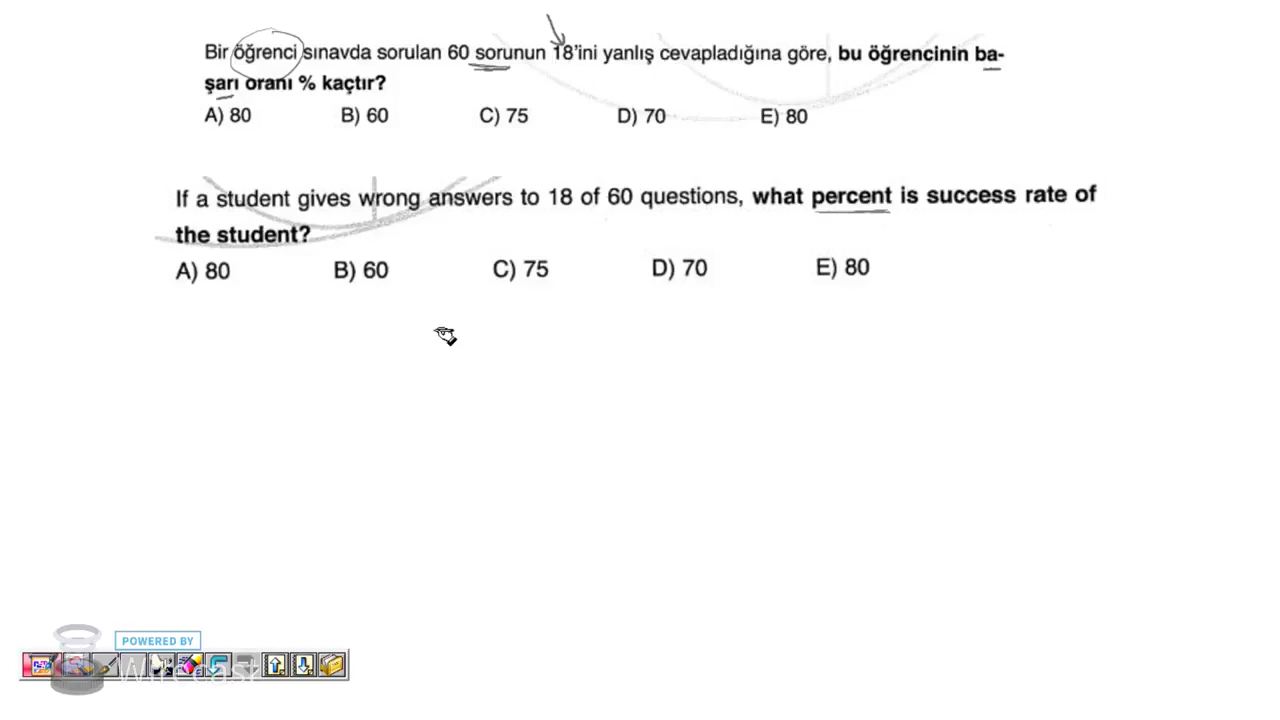 Bir öğrenci sınavda sorulan 60 sorunun 18'ini yanlış cevapladığına göre, bu öğrencinin ba-
şarı oranı % kaçtır?
A) 80 B) 60 C) 75 D) 70 E) 80
If a student gives wrong answers to 18 of 60 questions, what percent is success rate of
the student?
A) 80 B) 60 C) 75 D) 70 E) 80
POWERED BY
Wirecast